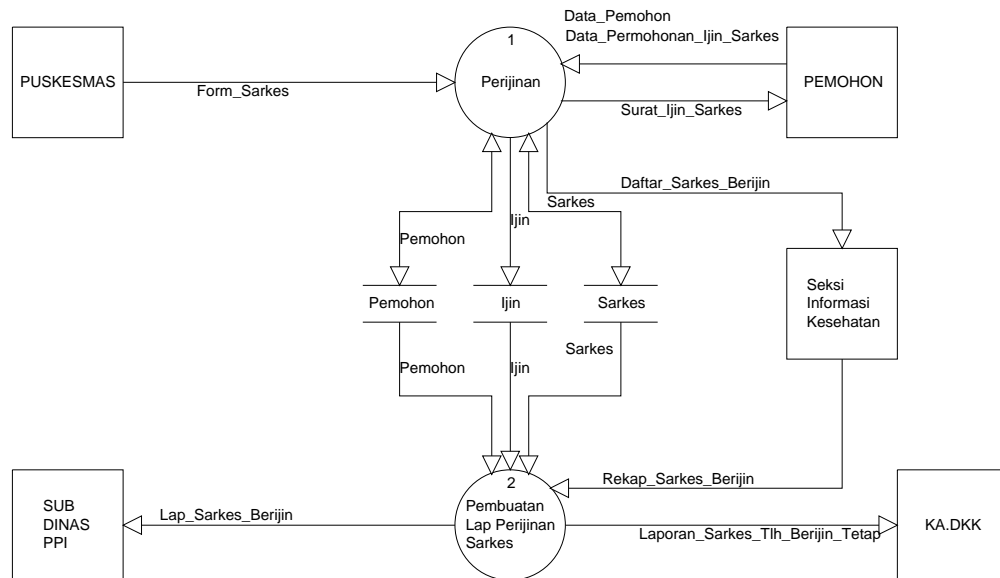 Data_Pemohon
Data_Permohonan_Ijin_Sarkes
1
PUSKESMAS
Form_Sarkes
Perijinan
PEMOHON
Surat_Ijin_Sarkes
Daftar_Sarkes_Berijin
Sarkes
Ijin
Pemohon
Pemohon
Ijin
Sarkes
Seksi
Informasi
Kesehatan
Sarkes
Pemohon
Ijin
Rekap_Sarkes_Berijin
2
Pembuatan
Lap Perijinan
Sarkes
SUB
DINAS
PPI
Lap_Sarkes_Berijin
Laporan_Sarkes_Tlh_Berijin_Tetap
KA.DKK